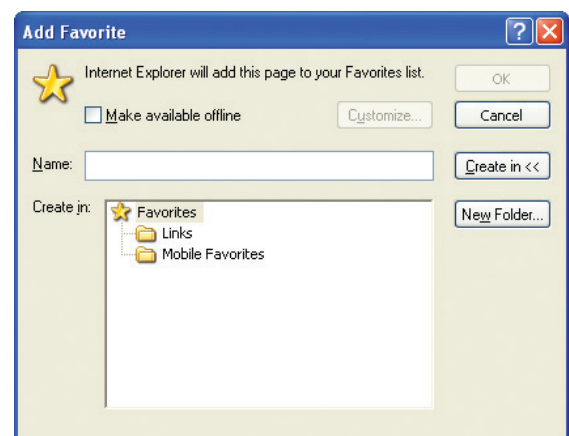 Add Favorite
Internet Explorer will add this page to your Favorites list.
OK
Make available offline
Customize...
Cancel
Name:
Create in <<
Create in:
Favorites
New Folder...
Links
Mobile Favorites